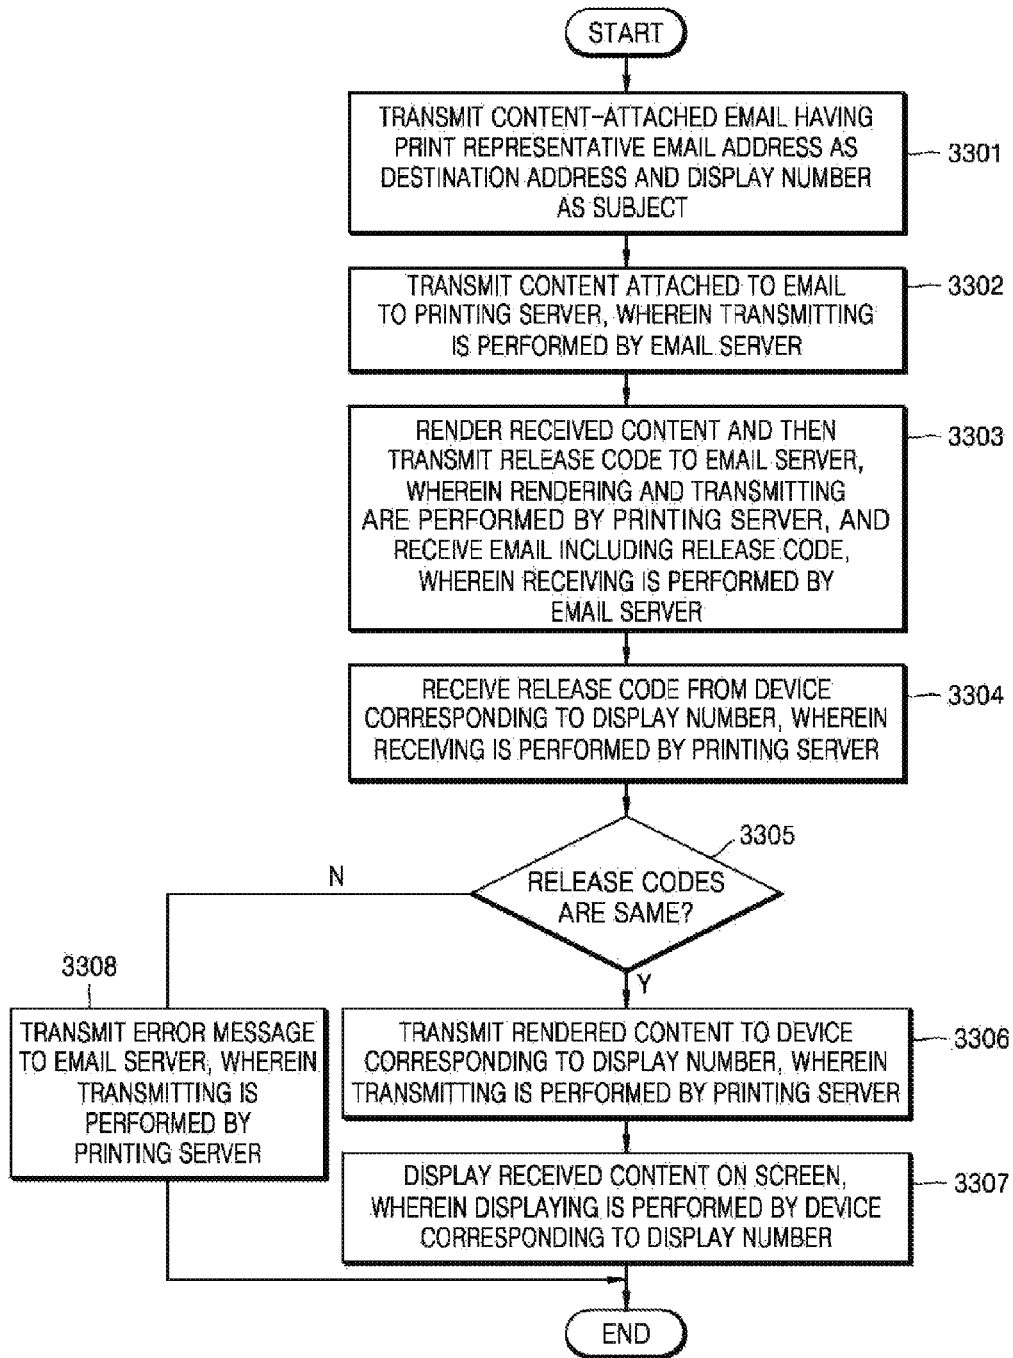 START
TRANSMIT CONTENT-ATTACHED EMAIL HAVING
PRINT REPRESENTATIVE EMAIL ADDRESS AS
DESTINATION ADDRESS AND DISPLAY NUMBER
AS SUBJECT
3301
TRANSMIT CONTENT ATTACHED TO EMAIL
TO PRINTING SERVER, WHEREIN TRANSMITTING
IS PERFORMED BY EMAIL SERVER
3302
RENDER RECEIVED CONTENT AND THEN
TRANSMIT RELEASE CODE TO EMAIL SERVER,
WHEREIN RENDERING AND TRANSMITTING
ARE PERFORMED BY PRINTING SERVER, AND
RECEIVE EMAIL INCLUDING RELEASE CODE,
WHEREIN RECEIVING IS PERFORMED BY
EMAIL SERVER
3303
RECEIVE RELEASE CODE FROM DEVICE
CORRESPONDING TO DISPLAY NUMBER, WHEREIN
RECEIVING IS PERFORMED BY PRINTING SERVER
3304
3305
RELEASE CODES
ARE SAME?
N
Y
3308
TRANSMIT ERROR MESSAGE
TO EMAIL SERVER, WHEREIN
TRANSMITTING IS
PERFORMED BY
PRINTING SERVER
TRANSMIT RENDERED CONTENT TO DEVICE
CORRESPONDING TO DISPLAY NUMBER, WHEREIN
TRANSMITTING IS PERFORMED BY PRINTING SERVER
3306
DISPLAY RECEIVED CONTENT ON SCREEN,
WHEREIN DISPLAYING IS PERFORMED BY DEVICE
CORRESPONDING TO DISPLAY NUMBER
3307
END